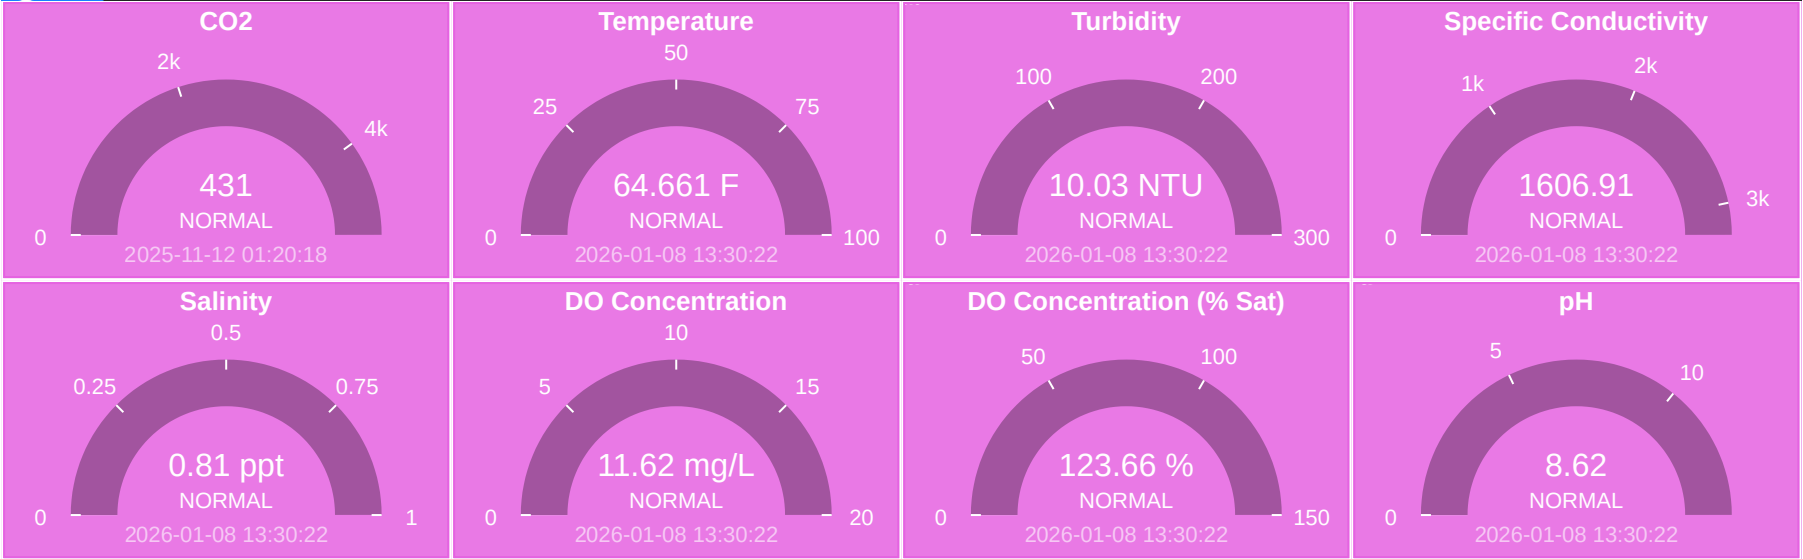 CO2
2k
4k
0
431
NORMAL
2025-11-12 01:20:18
Temperature
50
25
75
0
100
64.661 F
NORMAL
2026-01-08 13:30:22
Turbidity
100
200
0
300
10.03 NTU
NORMAL
2026-01-08 13:30:22
Specific Conductivity
1k
2k
3k
0
1606.91
NORMAL
2026-01-08 13:30:22
Salinity
0.5
0.25
0.75
0
1
0.81 ppt
NORMAL
2026-01-08 13:30:22
DO Concentration
10
5
15
0
20
11.62 mg/L
NORMAL
2026-01-08 13:30:22
DO Concentration (% Sat)
50
100
0
150
123.66 %
NORMAL
2026-01-08 13:30:22
pH
5
10
0
8.62
NORMAL
2026-01-08 13:30:22